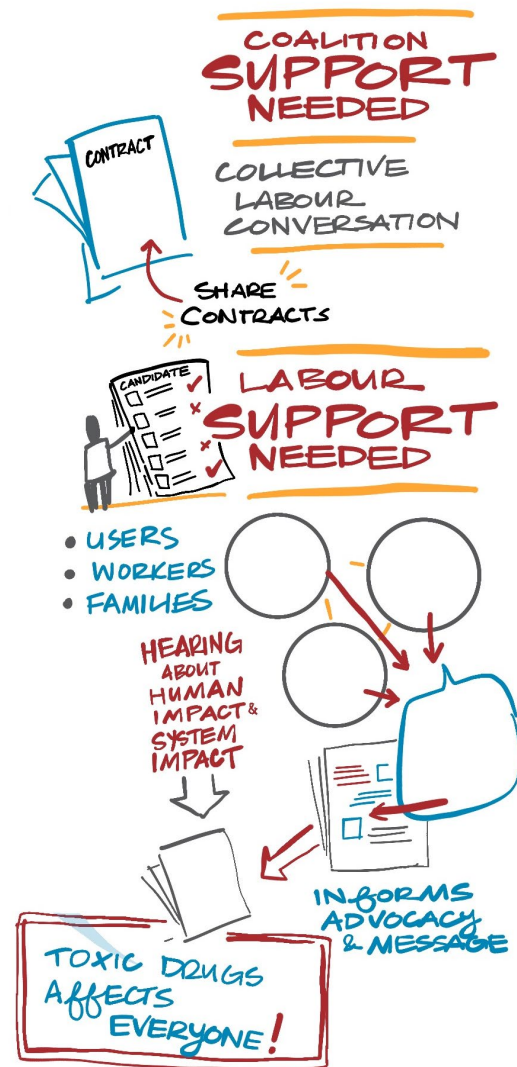 COALITION
SUPPORT
NEEDED
CONTRACT
COLLECTIVE
LABOUR
CONVERSATION
SHARE
CONTRACTS
CANDIDATE
LABOUR
SUPPORT
NEEDED
• USERS
• WORKERS
• FAMILIES
HEARING
ABOUT
HUMAN
IMPACT &
SYSTEM
IMPACT
INFORMS
ADVOCACY
& MESSAGE
TOXIC DRUGS
AFFECTS
EVERYONE!